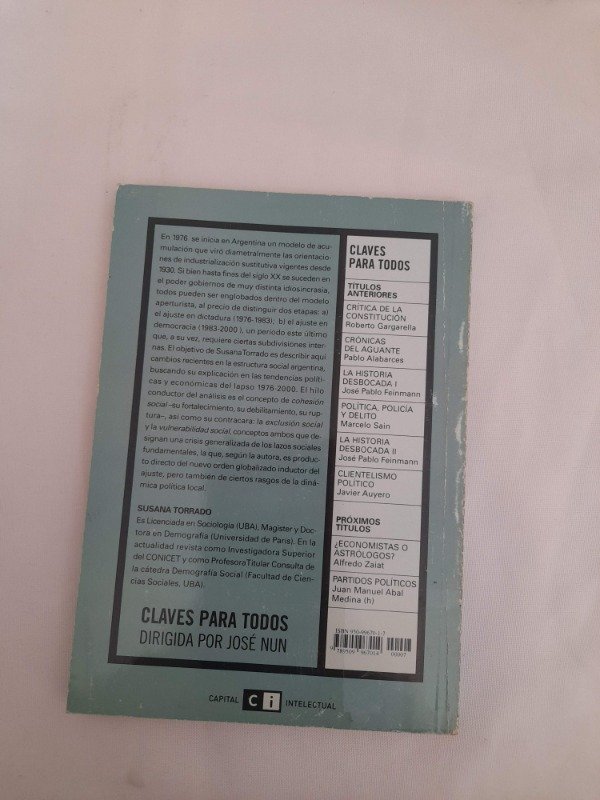 En 1976 se inicia en Argentina un modelo de acu-
mulación que viró diametralmente las orientacio-
nes de industrialización sustitutiva vigentes desde
1930. Si bien hasta fines del siglo XX se suceden en
el poder gobiernos de muy distinta idiosincrasia,
todos pueden ser englobados dentro del modelo
aperturista, al precio de distinguir dos etapas: a)
el ajuste en dictadura (1976-1983), b) el ajuste en
democracia (1983-2000), un período este último
que, a su vez, requiere ciertas subdivisiones inter-
nas. El objetivo de Susana Torrado es describir aquí
cambios recientes en la estructura social argentina,
buscando su explicación en las tendencias políti-
cas y económicas del lapso 1976-2000. El hilo
conductor del análisis es el concepto de cohesión
social –su fortalecimiento, su debilitamiento, su rup-
tura–, así como su contracara: la exclusión social
y la vulnerabilidad social, conceptos ambos que de-
signan una crisis generalizada de los lazos sociales
fundamentales, la que, según la autora, es produc-
to directo del nuevo orden globalizado inductor del
ajuste, pero también de ciertos rasgos de la diná-
mica política local.
SUSANA TORRADO
Es Licenciada en Sociología (UBA), Magister y Doc-
tora en Demografía (Universidad de Paris). En la
actualidad revista como Investigadora Superior
del CONICET y como Profesora Titular Consulta de
la cátedra Demografía Social (Facultad de Cien-
cias Sociales, UBA).
CLAVES PARA TODOS
DIRIGIDA POR JOSÉ NUN
CLAVES
PARA TODOS
TÍTULOS
ANTERIORES
CRÍTICA DE LA
CONSTITUCIÓN
Roberto Gargarella
CRÓNICAS
DEL AGUANTE
Pablo Alabarces
LA HISTORIA
DESBOCADA I
José Pablo Feinmann
POLÍTICA, POLICÍA
Y DELITO
Marcelo Sain
LA HISTORIA
DESBOCADA II
José Pablo Feinmann
CLIENTELISMO
POLÍTICO
Javier Auyero
PRÓXIMOS
TÍTULOS
¿ECONOMISTAS O
ASTROLOGOS?
Alfredo Zaiat
PARTIDOS POLÍTICOS
Juan Manuel Abal
Medina (h)
CAPITAL Ci INTELECTUAL